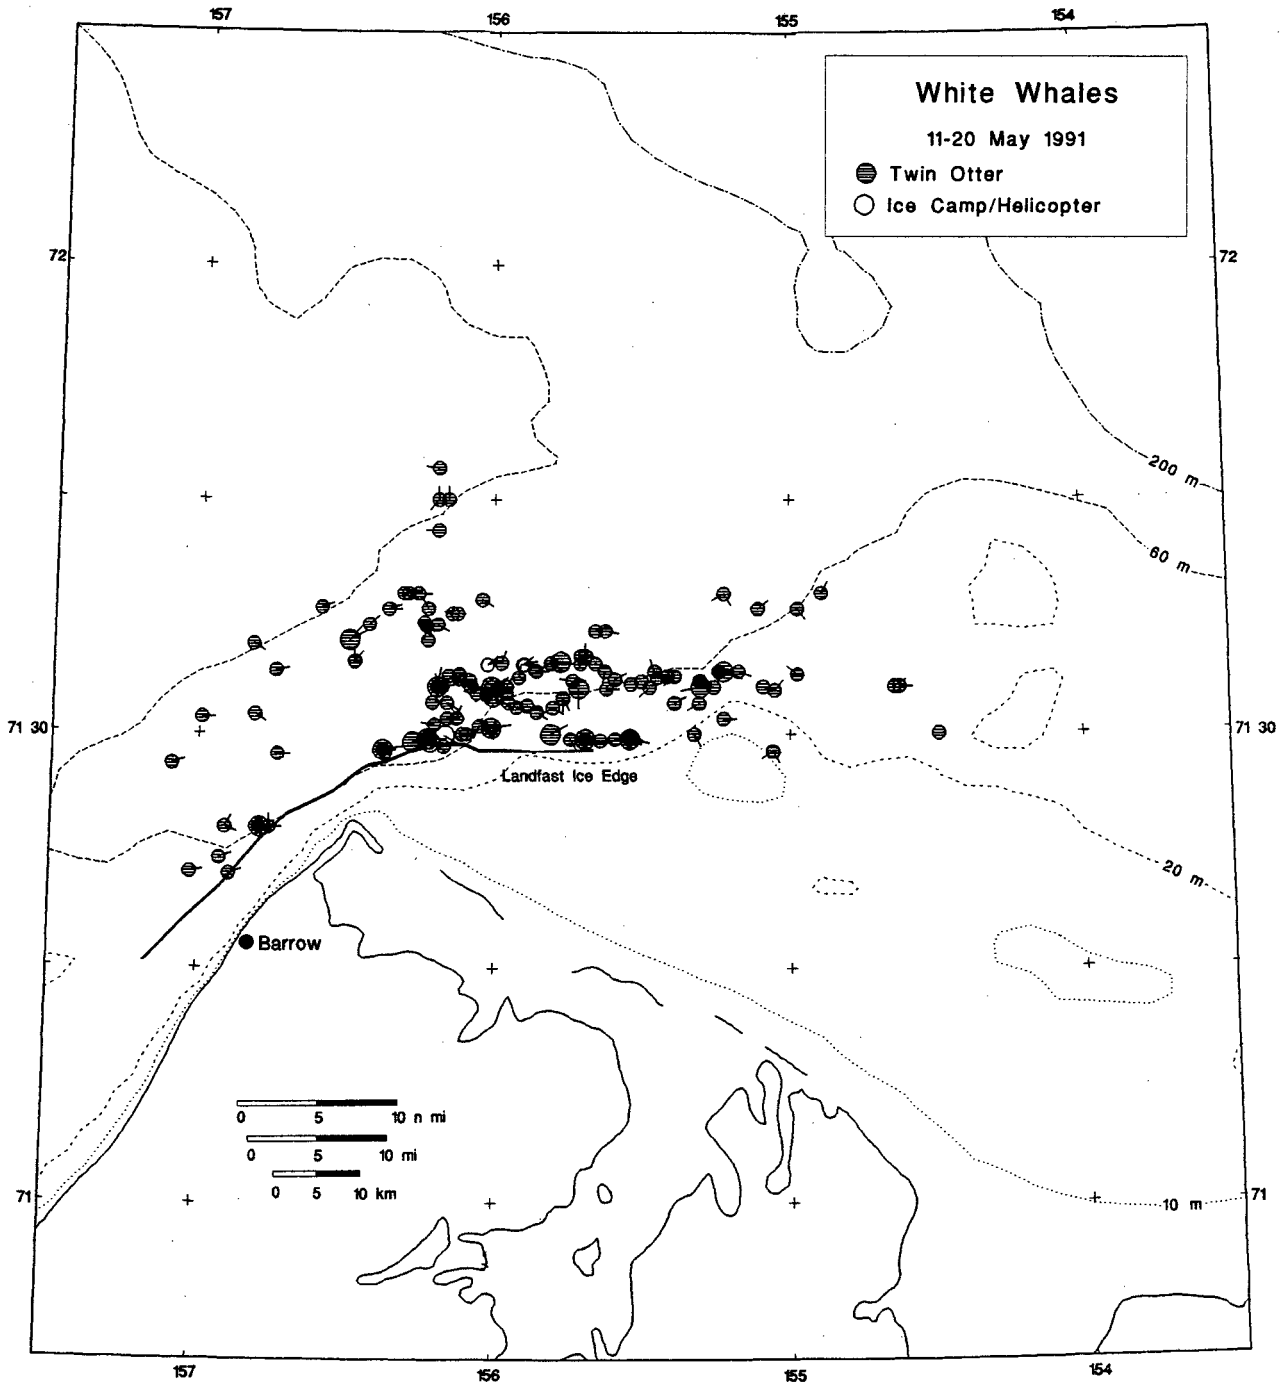 157 156 155 154
White Whales
11-20 May 1991
Twin Otter
Ice Camp/Helicopter
72 72
200 m
60 m
71 30 71 30
Landfast Ice Edge
20 m
Barrow
0 5 10 n mi
0 5 10 mi
0 5 10 km
71 71
10 m
157 156 155 154